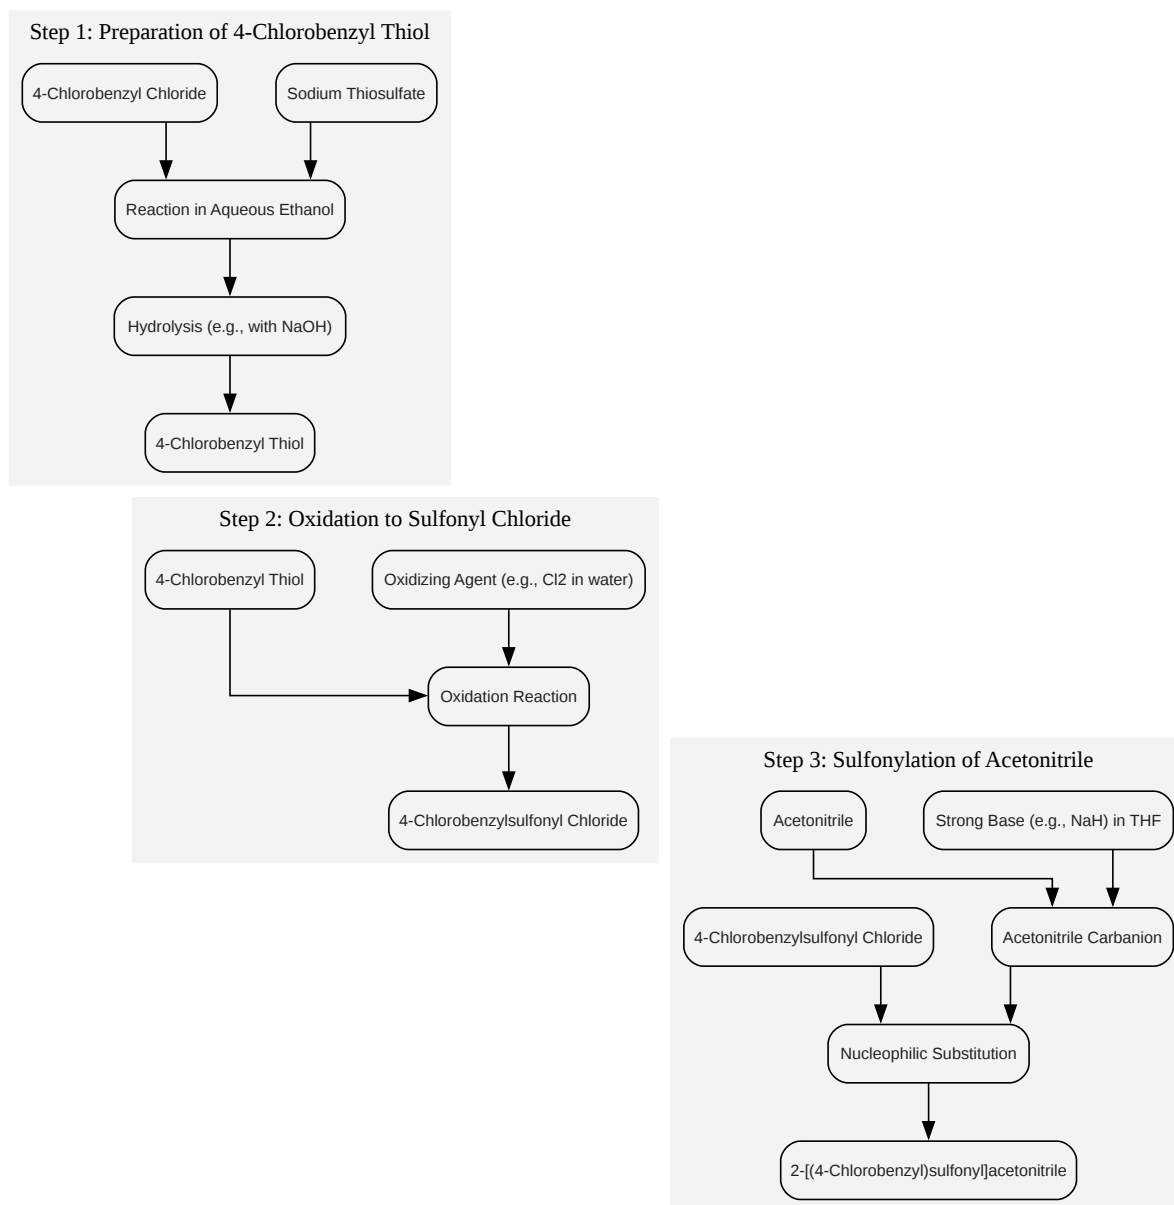 Step 1: Preparation of 4-Chlorobenzyl Thiol
4-Chlorobenzyl Chloride
Sodium Thiosulfate
Reaction in Aqueous Ethanol
Hydrolysis (e.g., with NaOH)
4-Chlorobenzyl Thiol
Step 2: Oxidation to Sulfonyl Chloride
4-Chlorobenzyl Thiol
Oxidizing Agent (e.g., Cl2 in water)
Oxidation Reaction
4-Chlorobenzylsulfonyl Chloride
Step 3: Sulfonylation of Acetonitrile
Acetonitrile
Strong Base (e.g., NaH) in THF
4-Chlorobenzylsulfonyl Chloride
Acetonitrile Carbanion
Nucleophilic Substitution
2-[(4-Chlorobenzyl)sulfonyl]acetonitrile